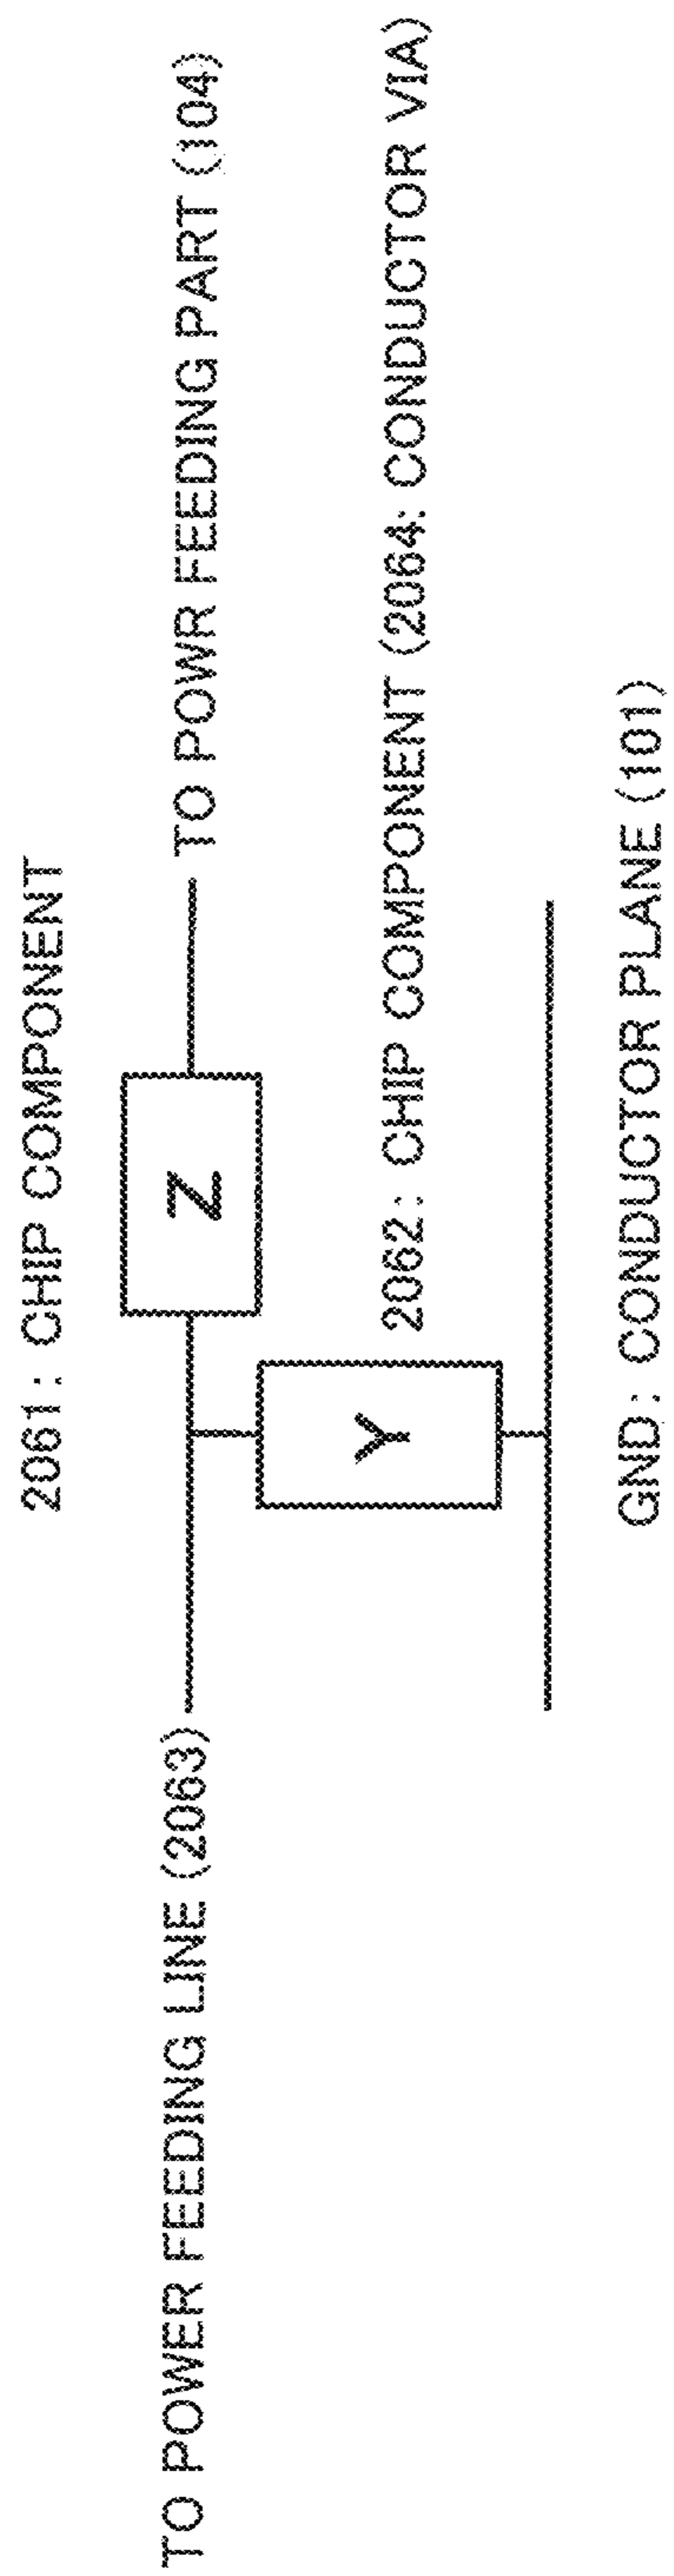 2061: CHIP COMPONENT
TO POWER FEEDING LINE (2063)
Z
TO POWR FEEDING PART (104)
Y
2062: CHIP COMPONENT (2064: CONDUCTOR VIA)
GND: CONDUCTOR PLANE (101)